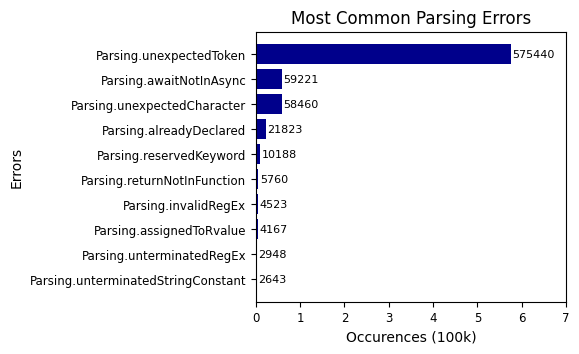 Most Common Parsing Errors
Parsing.unexpectedToken 575440
Parsing.awaitNotInAsync 59221
Parsing.unexpectedCharacter 58460
Parsing.alreadyDeclared 21823
Parsing.reservedKeyword 10188
Parsing.returnNotInFunction 5760
Parsing.invalidRegEx 4523
Parsing.assignedToRvalue 4167
Parsing.unterminatedRegEx 2948
Parsing.unterminatedStringConstant 2643
Errors
0 1 2 3 4 5 6 7
Occurences (100k)